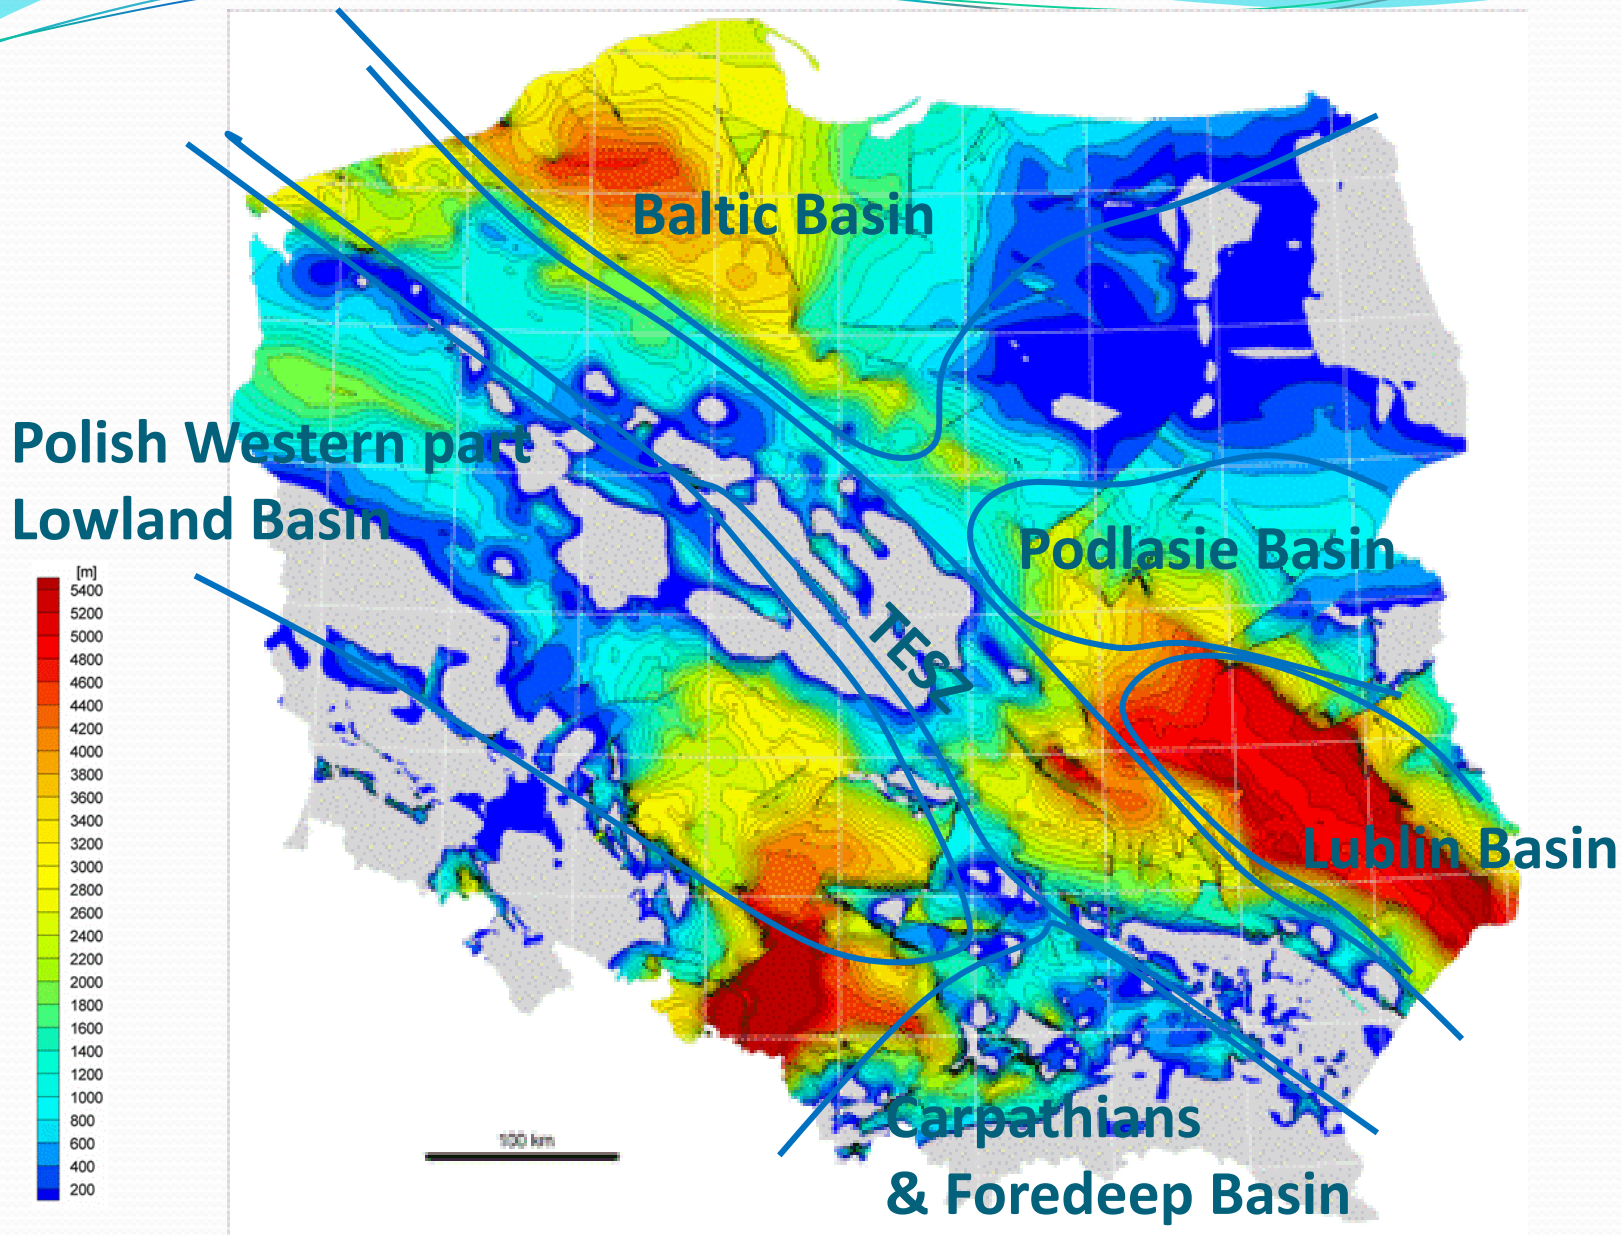 Baltic Basin
Polish Western part
Lowland Basin
Podlasie Basin
TESZ
Lublin Basin
Carpathians
& Foredeep Basin
[m]
5400
5200
5000
4800
4600
4400
4200
4000
3800
3600
3400
3200
3000
2800
2600
2400
2200
2000
1800
1600
1400
1200
1000
800
600
400
200
100 km